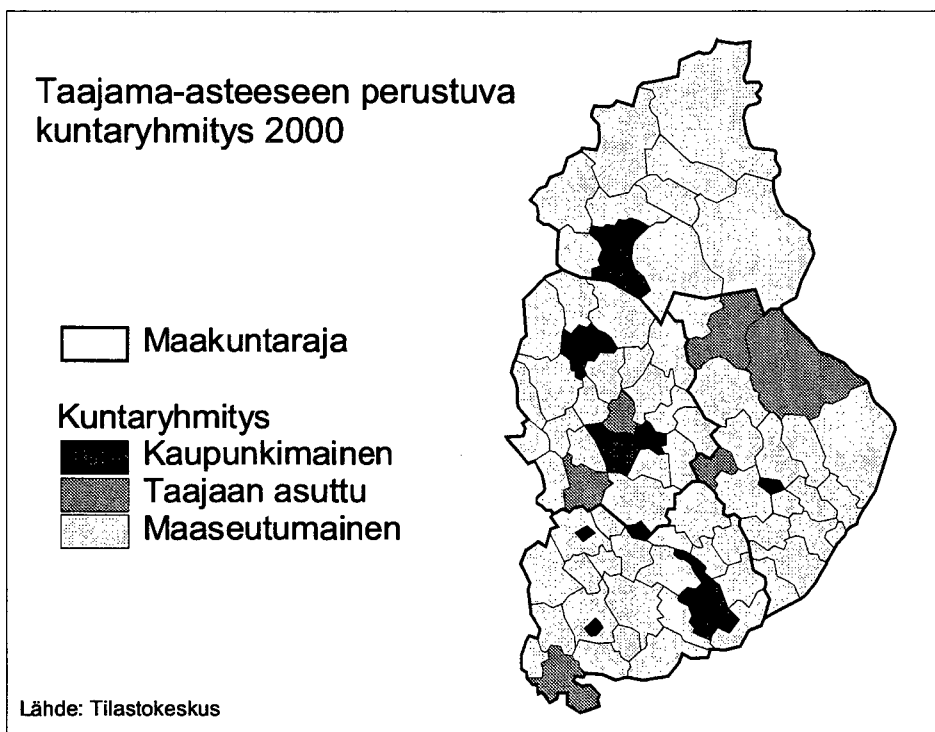 Taajama-asteeseen perustuva
kuntaryhmitys 2000
Maakuntaraja
Kuntaryhmitys
Kaupunkimainen
Taajaan asuttu
Maaseutumainen
Lähde: Tilastokeskus